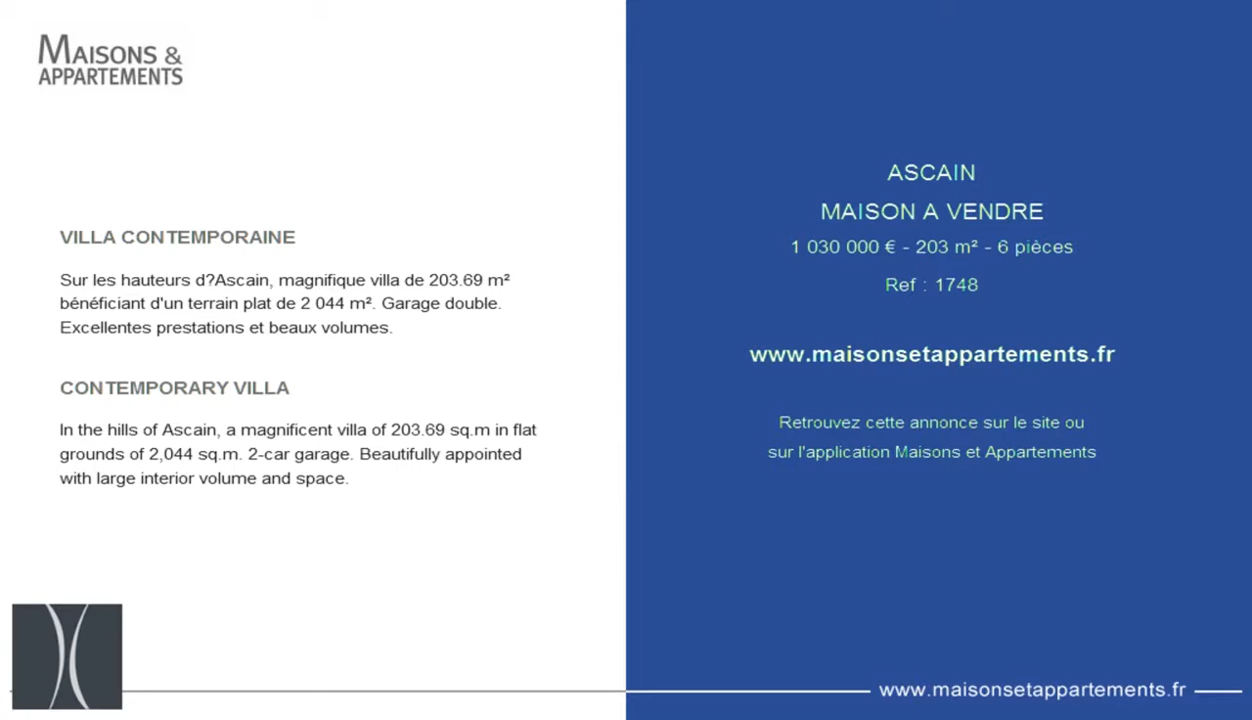 MAISONS &
APPARTEMENTS
VILLA CONTEMPORAINE
Sur les hauteurs d?Ascain, magnifique villa de 203.69 m²
bénéficiant d'un terrain plat de 2 044 m². Garage double.
Excellentes prestations et beaux volumes.
CONTEMPORARY VILLA
In the hills of Ascain, a magnificent villa of 203.69 sq.m in flat
grounds of 2,044 sq.m. 2-car garage. Beautifully appointed
with large interior volume and space.
ASCAIN
MAISON A VENDRE
1 030 000 € - 203 m² - 6 pièces
Ref : 1748
www.maisonsetappartements.fr
Retrouvez cette annonce sur le site ou
sur l'application Maisons et Appartements
www.maisonsetappartements.fr